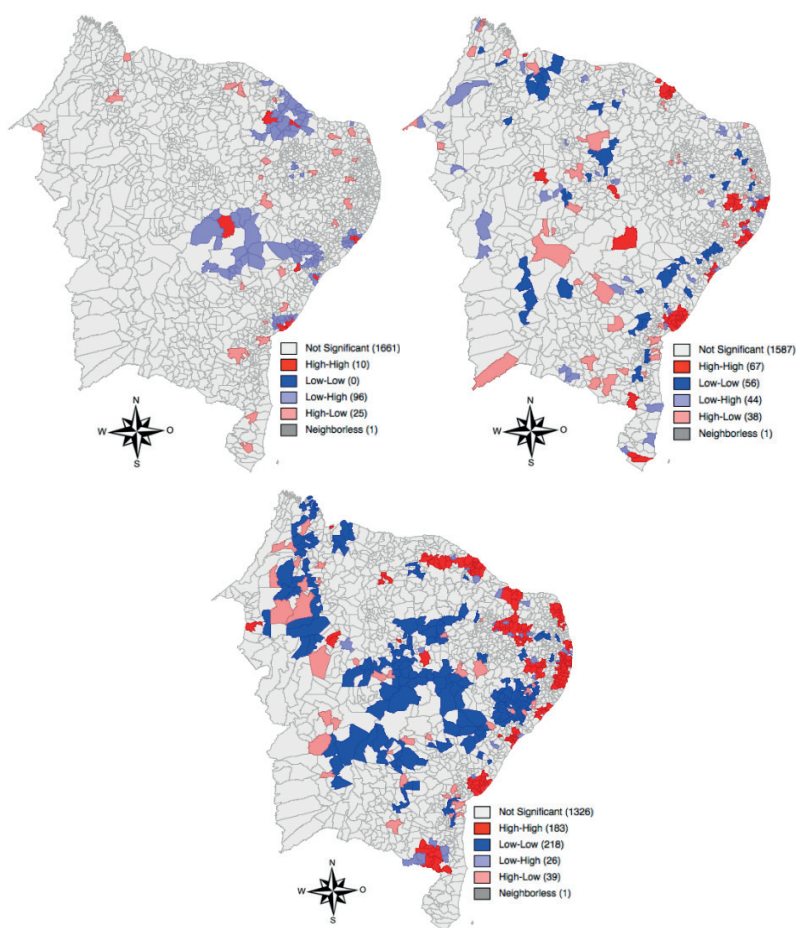 Not Significant (1661)
High-High (10)
Low-Low (0)
Low-High (96)
High-Low (25)
Neighborless (1)
N
W
O
S
Not Significant (1587)
High-High (67)
Low-Low (56)
Low-High (44)
High-Low (38)
Neighborless (1)
N
W
O
S
Not Significant (1326)
High-High (183)
Low-Low (218)
Low-High (26)
High-Low (39)
Neighborless (1)
N
W
O
S